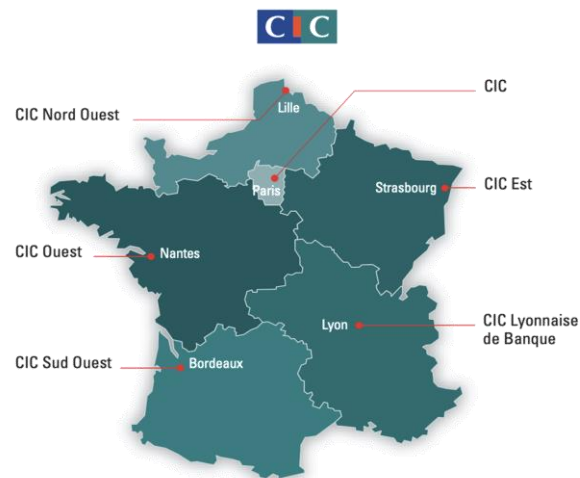 CIC
CIC
Lille
CIC Nord Ouest
Paris
Strasbourg
CIC Est
CIC Ouest
Nantes
Lyon
CIC Lyonnaise
de Banque
CIC Sud Ouest
Bordeaux